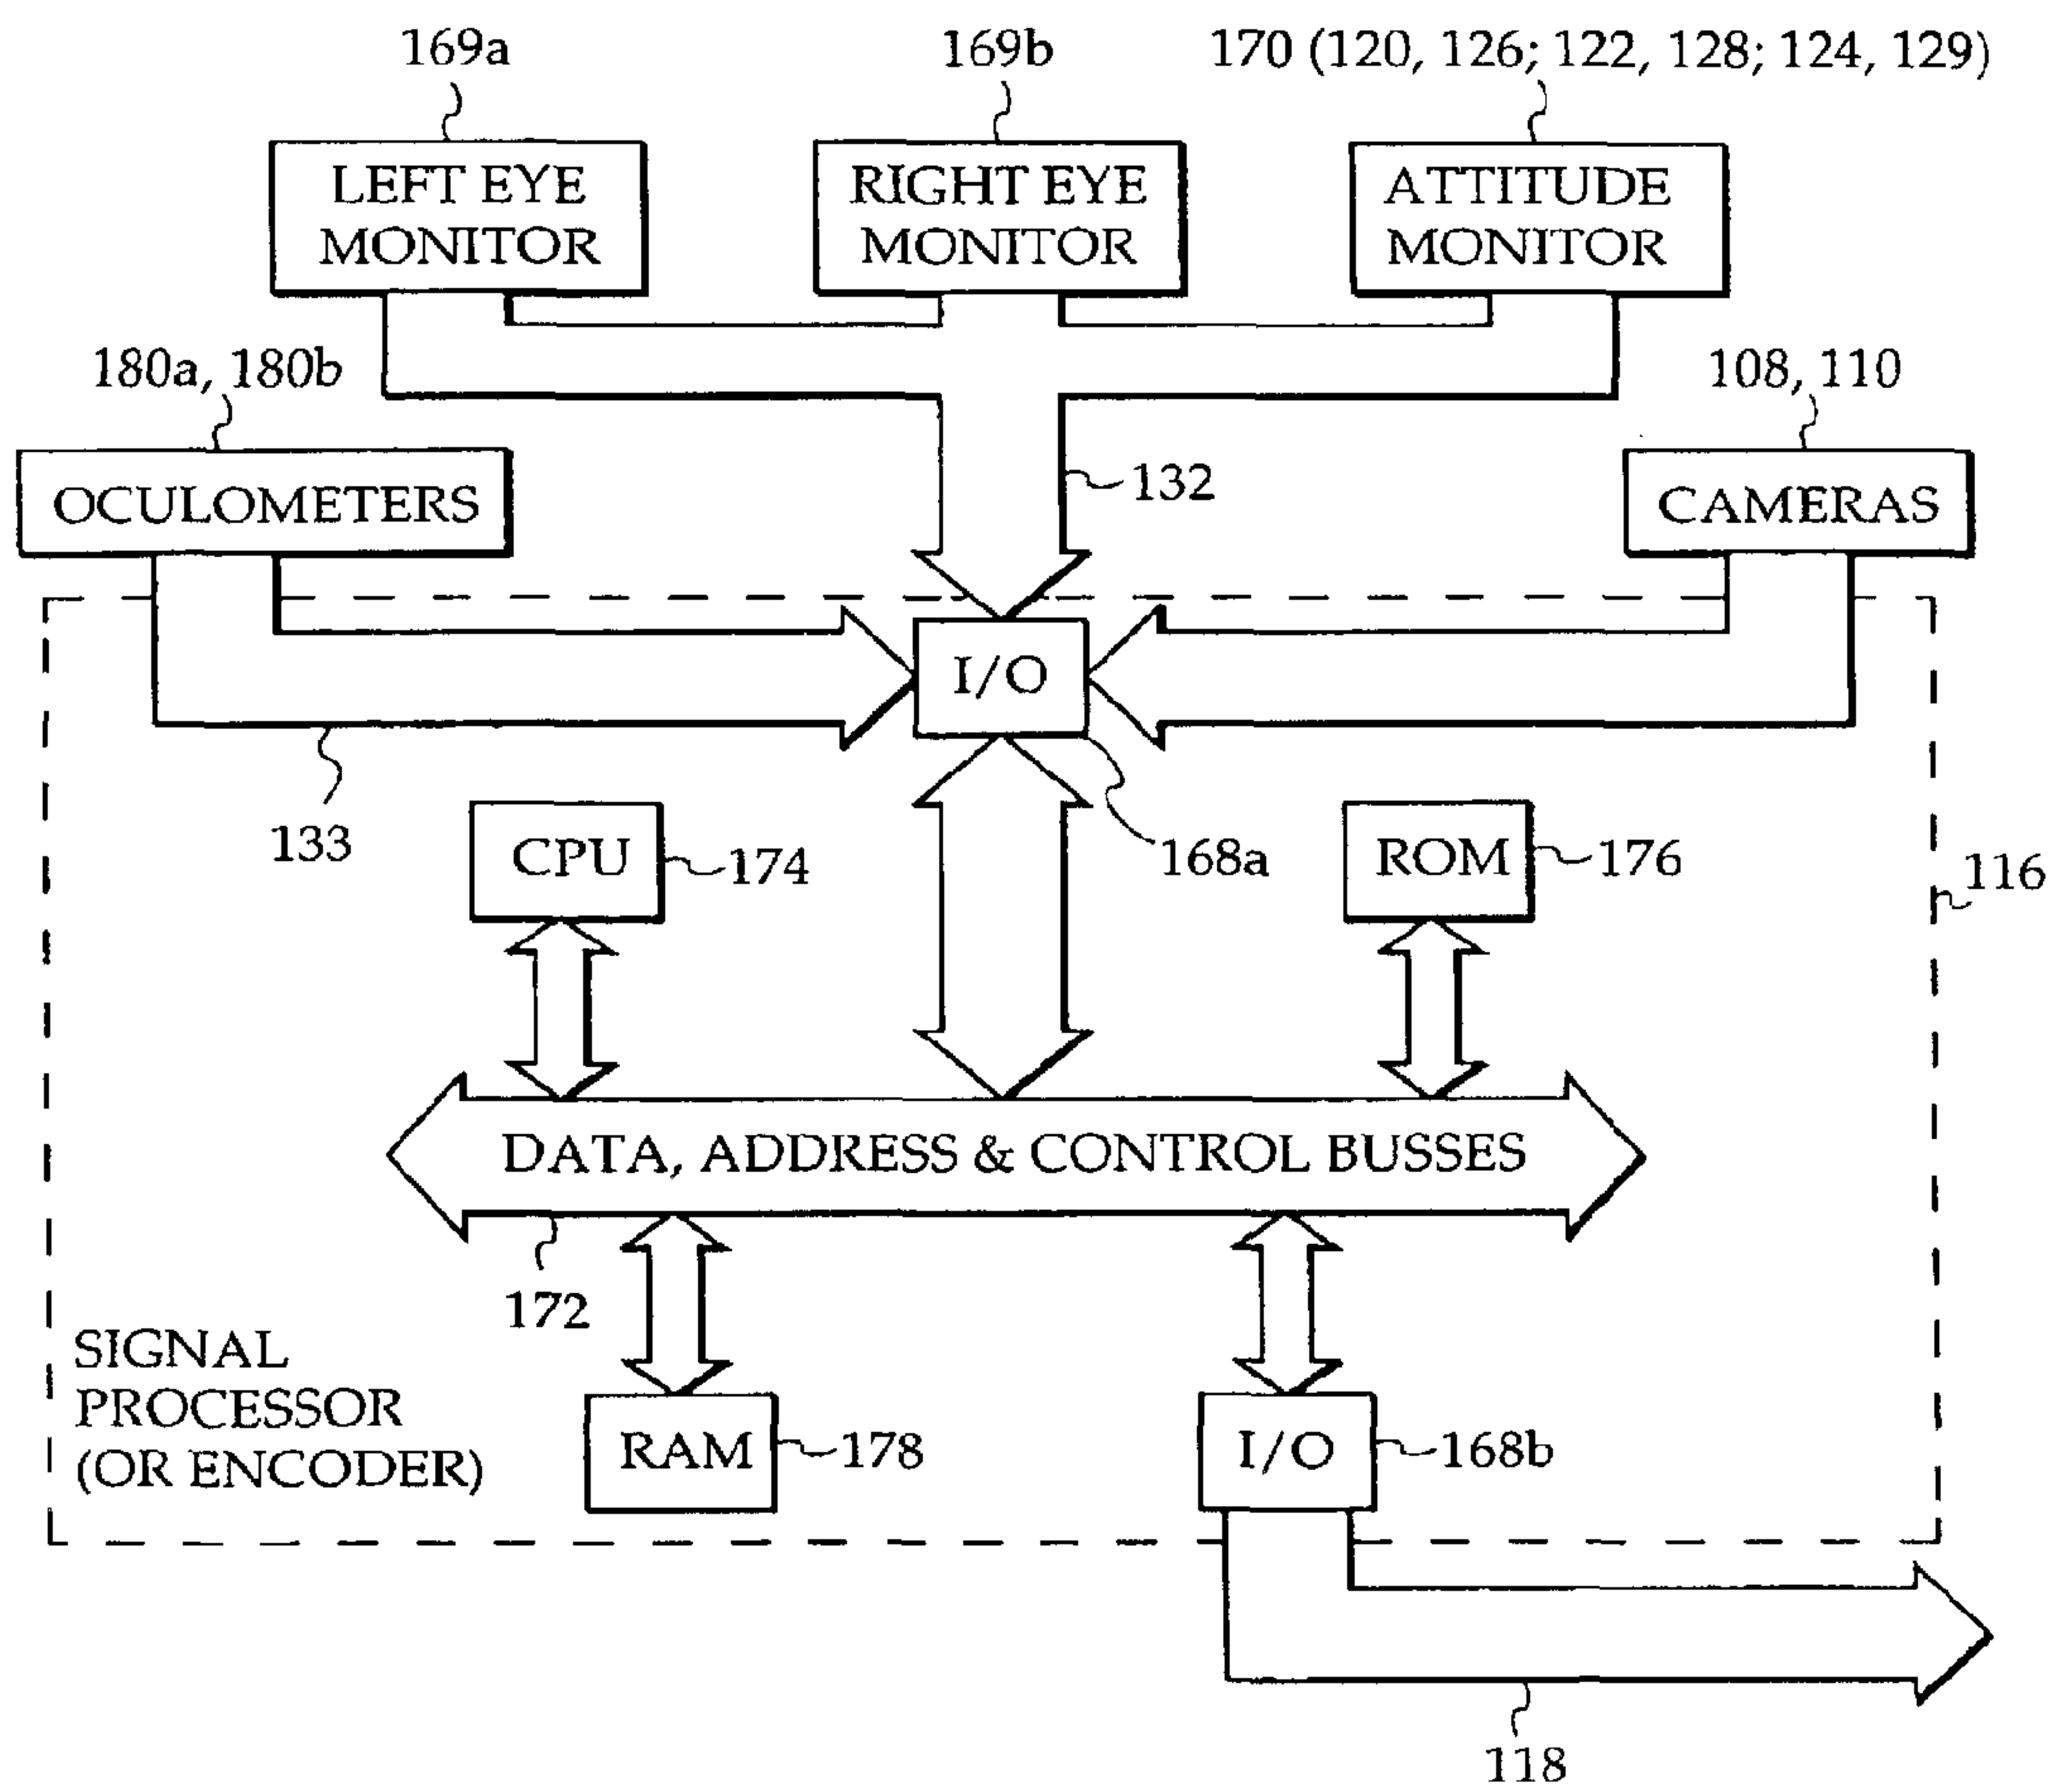 169a
169b
170 (120, 126; 122, 128; 124, 129)
LEFT EYE
MONITOR
RIGHT EYE
MONITOR
ATTITUDE
MONITOR
180a, 180b
108, 110
OCULOMETERS
132
CAMERAS
I/O
133
CPU
174
168a
ROM
176
116
DATA, ADDRESS & CONTROL BUSSES
172
SIGNAL
PROCESSOR
(OR ENCODER)
RAM
178
I/O
168b
118